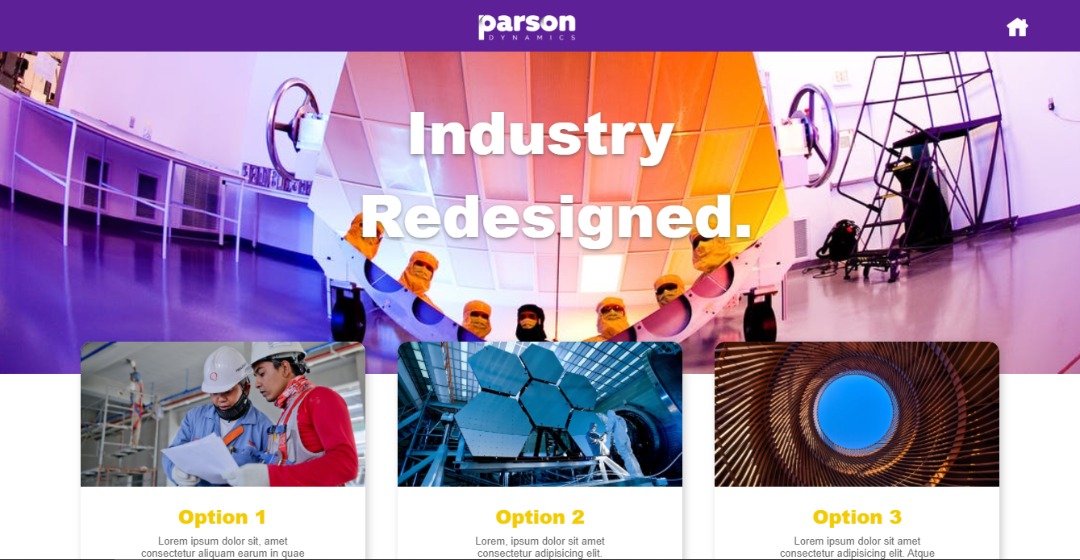 parson
DYNAMICS
Industry
Redesigned.
Option 1
Lorem ipsum dolor sit, amet
consectetur aliquam earum in quae
Option 2
Lorem, ipsum dolor sit amet
consectetur adipisicing elit.
Option 3
Lorem ipsum dolor sit amet
consectetur adipisicing elit. Atque